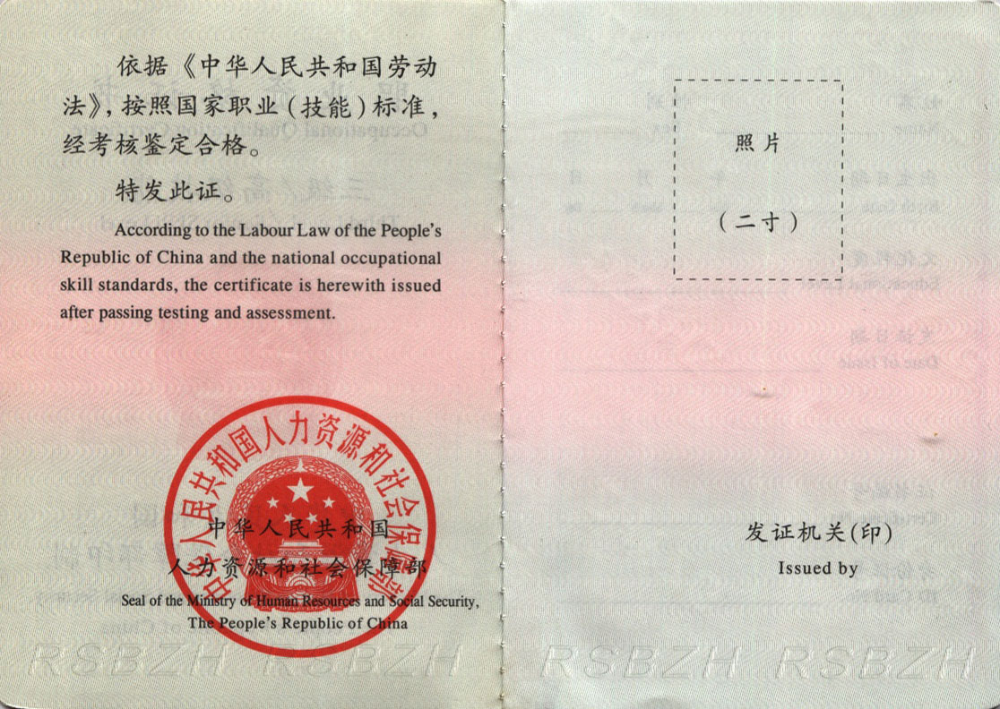 依据《中华人民共和国劳动
法》，按照国家职业（技能）标准，
经考核鉴定合格。
特发此证。
According to the Labour Law of the People's
Republic of China and the national occupational
skill standards, the certificate is herewith issued
after passing testing and assessment.
中华人民共和国人力资源和社会保障部
中华人民共和国
人力资源和社会保障部
Seal of the Ministry of Human Resources and Social Security,
The People's Republic of China
RSBZH RSBZH
照片
（二寸）
发证机关(印)
Issued by
RSBZH RSBZH